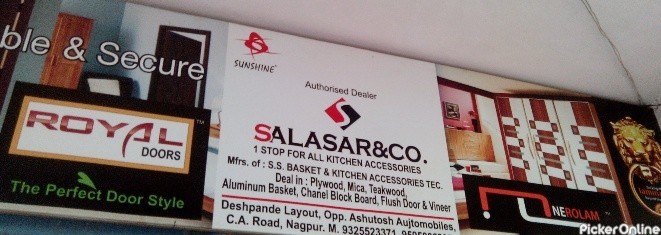 ble & Secure
ROYAL™
DOORS
The Perfect Door Style
SUNSHINE®
Authorised Dealer
SALASAR&CO.
1 STOP FOR ALL KITCHEN ACCESSORIES
Mfrs. of : S.S. BASKET & KITCHEN ACCESSORIES TEC.
Deal in : Plywood, Mica, Teakwood,
Aluminum Basket, Chanel Block Board, Flush Door & Vineer
Deshpande Layout, Opp. Ashutosh Aujtomobiles,
C.A. Road, Nagpur. M. 9325523371,
NEROLAM
PickerOnline